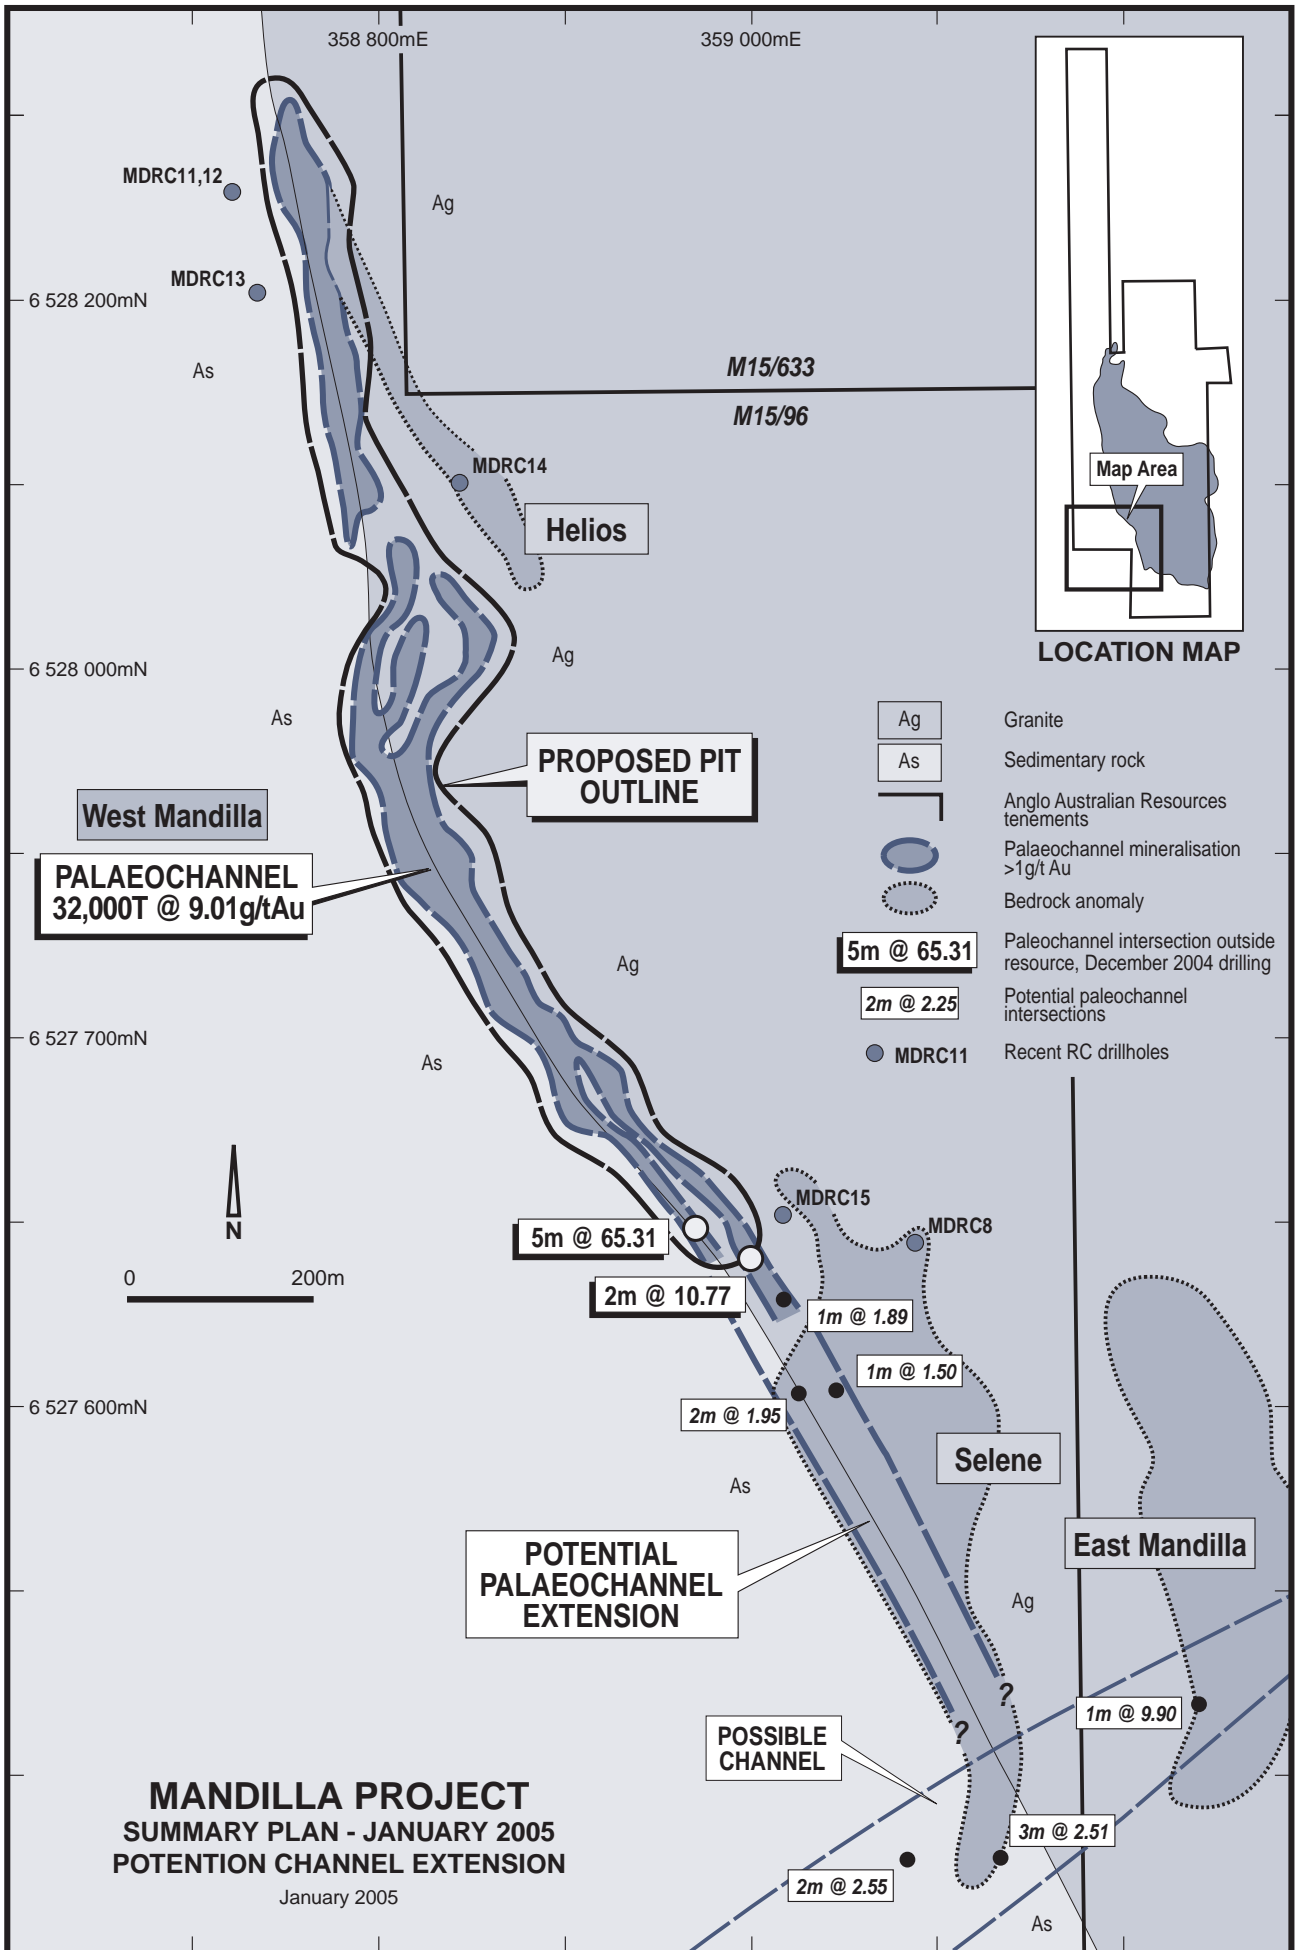 358 800mE
359 000mE
MDRC11,12
Ag
MDRC13
6 528 200mN
As
M15/633
M15/96
MDRC14
Helios
Map Area
LOCATION MAP
6 528 000mN
Ag
As
Ag
Granite
As
Sedimentary rock
Anglo Australian Resources
tenements
Palaeochannel mineralisation
>1g/t Au
Bedrock anomaly
5m @ 65.31
Paleochannel intersection outside
resource, December 2004 drilling
2m @ 2.25
Potential paleochannel
intersections
MDRC11
Recent RC drillholes
PROPOSED PIT
OUTLINE
West Mandilla
PALAEOCHANNEL
32,000T @ 9.01g/tAu
Ag
6 527 700mN
As
N
0
200m
MDRC15
MDRC8
5m @ 65.31
2m @ 10.77
1m @ 1.89
1m @ 1.50
2m @ 1.95
6 527 600mN
Selene
As
East Mandilla
POTENTIAL
PALAEOCHANNEL
EXTENSION
Ag
?
?
1m @ 9.90
POSSIBLE
CHANNEL
3m @ 2.51
2m @ 2.55
As
MANDILLA PROJECT
SUMMARY PLAN - JANUARY 2005
POTENTION CHANNEL EXTENSION
January 2005